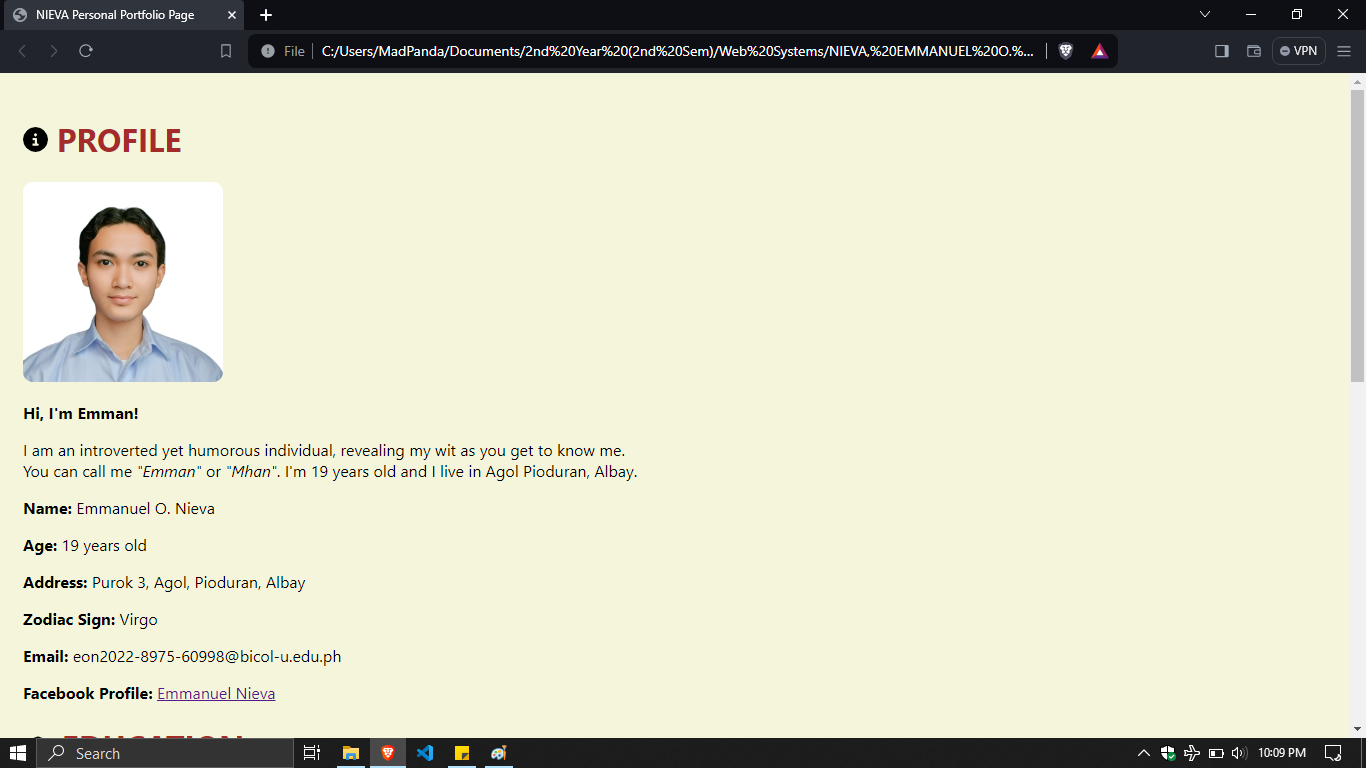 NIEVA Personal Portfolio Page
File
C:/Users/MadPanda/Documents/2nd%20Year%20(2nd%20Sem)/Web%20Systems/NIEVA,%20EMMANUEL%20O.%...
VPN
PROFILE
Hi, I'm Emman!
I am an introverted yet humorous individual, revealing my wit as you get to know me.
You can call me "Emman" or "Mhan". I'm 19 years old and I live in Agol Pioduran, Albay.
Name: Emmanuel O. Nieva
Age: 19 years old
Address: Purok 3, Agol, Pioduran, Albay
Zodiac Sign: Virgo
Email: eon2022-8975-60998@bicol-u.edu.ph
Facebook Profile: Emmanuel Nieva
EDUCATION
Search
10:09 PM